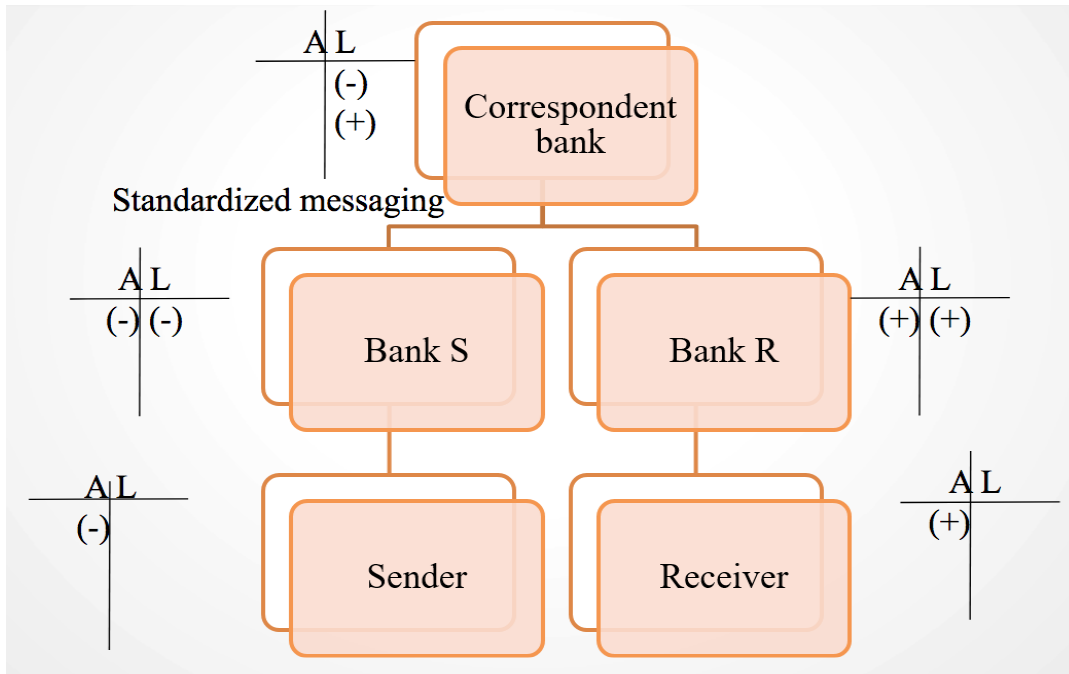 A L
(-)
(+)
Correspondent
bank
Standardized messaging
A L
(-) (-)
Bank S
Bank R
A L
(+) (+)
A L
(-)
Sender
Receiver
A L
(+)